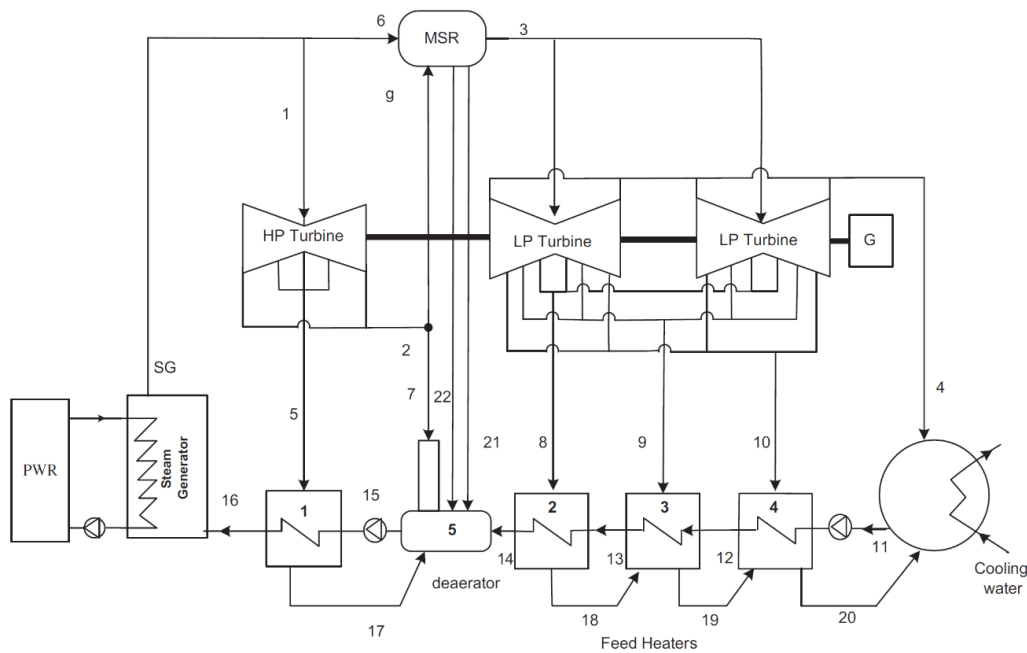 6
MSR
3
g
1
HP Turbine
LP Turbine
LP Turbine
G
2
SG
7
22
4
5
21
8
9
10
PWR
Steam
Generator
16
1
15
5
14
2
13
3
12
4
11
deaerator
Cooling
water
17
18
19
20
Feed Heaters